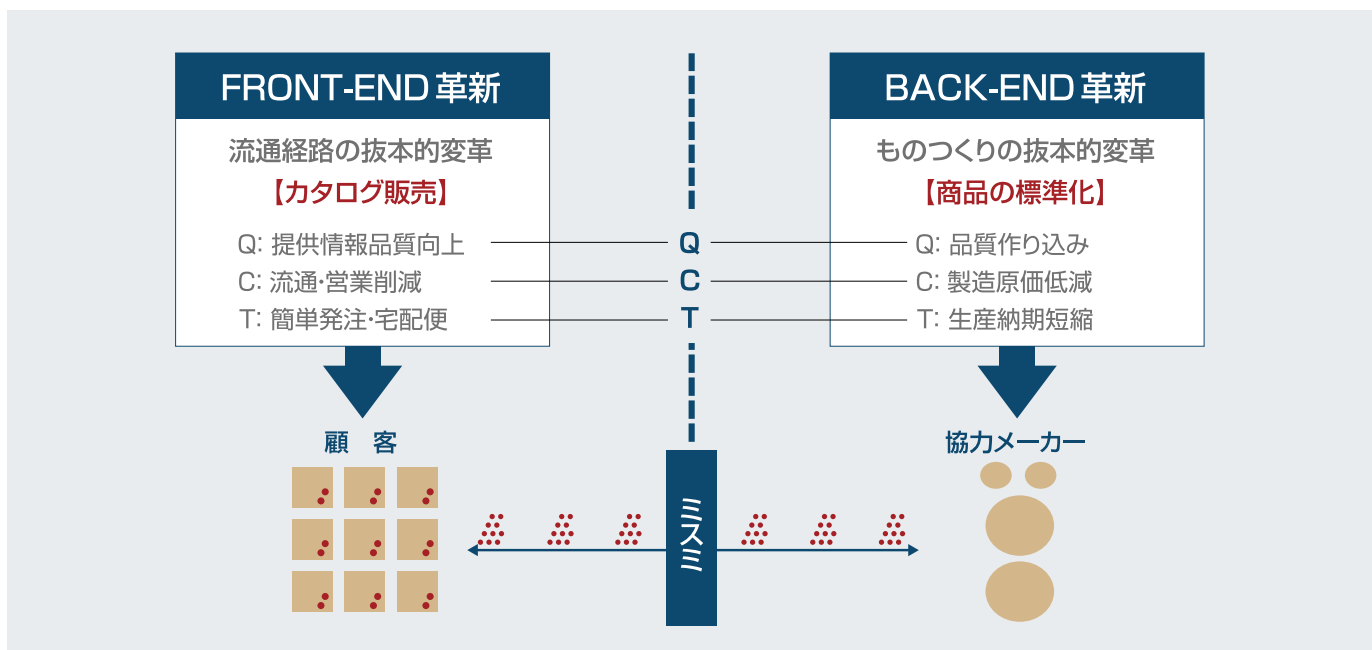 FRONT-END 革新
流通経路の抜本的変革
【カタログ販売】
Q: 提供情報品質向上
C: 流通・営業削減
T: 簡単発注・宅配便
Q
C
T
BACK-END 革新
ものつくりの抜本的変革
【商品の標準化】
Q: 品質作り込み
C: 製造原価低減
T: 生産納期短縮
顧 客
ミスミ
協力メーカー